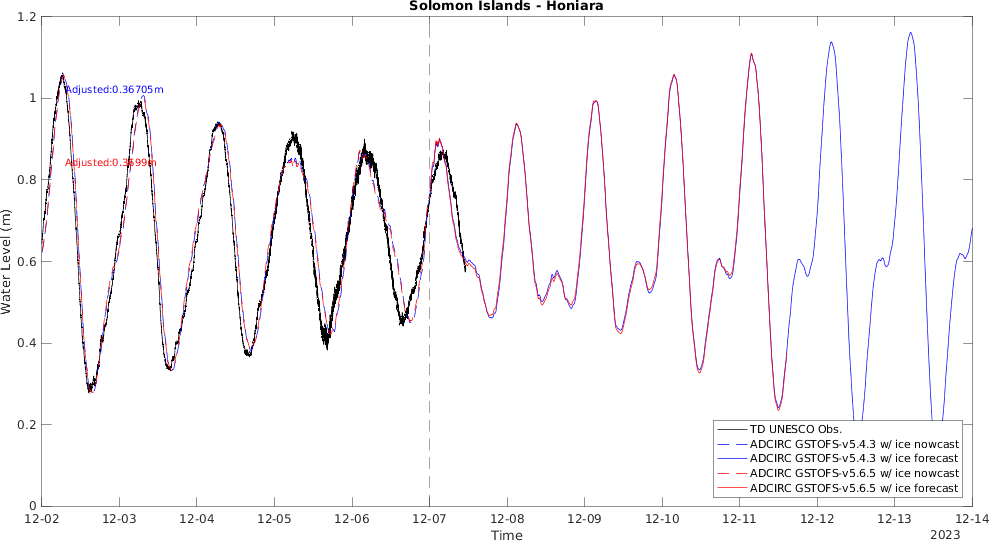 Solomon Islands - Honiara
1.2
1
0.8
0.6
0.4
0.2
0
Water Level (m)
Adjusted:0.36705m
Adjusted:0.3699m
TD UNESCO Obs.
ADCIRC GSTOFS-v5.4.3 w/ ice nowcast
ADCIRC GSTOFS-v5.4.3 w/ ice forecast
ADCIRC GSTOFS-v5.6.5 w/ ice nowcast
ADCIRC GSTOFS-v5.6.5 w/ ice forecast
12-02 12-03 12-04 12-05 12-06 12-07 12-08 12-09 12-10 12-11 12-12 12-13 12-14
Time
2023